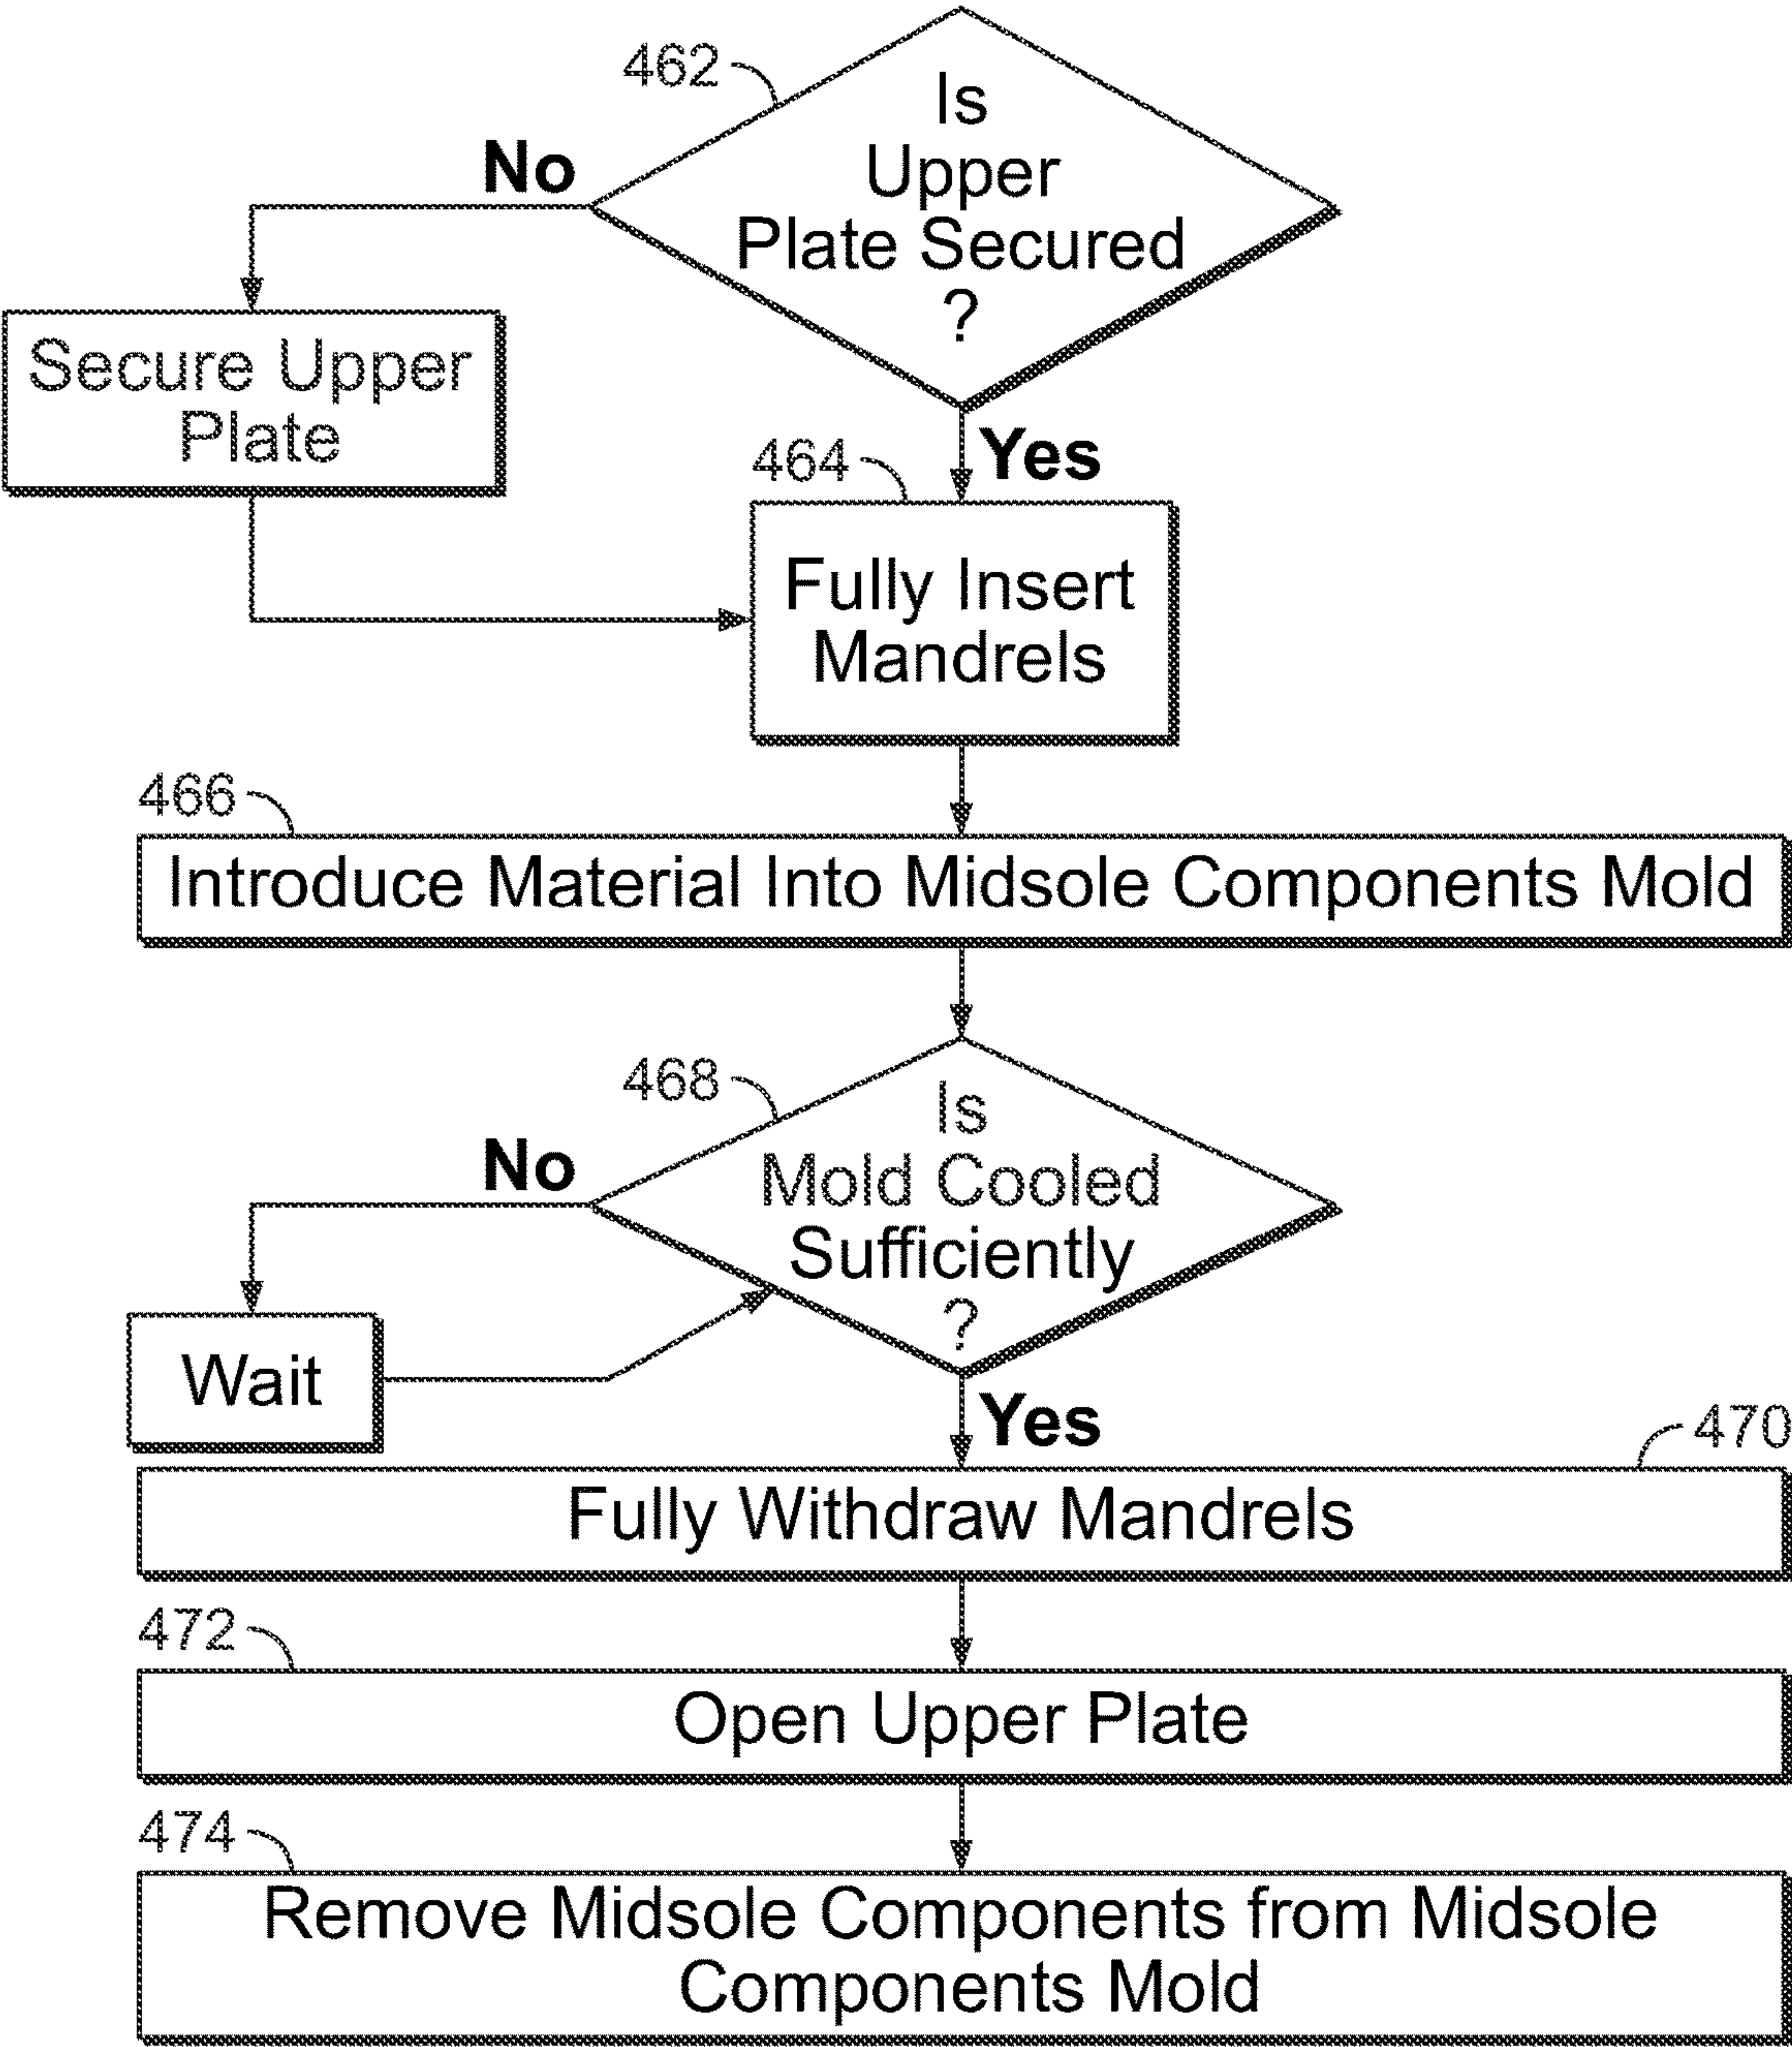 462
Is
Upper
Plate Secured
?
No
Secure Upper
Plate
Yes
464
Fully Insert
Mandrels
466
Introduce Material Into Midsole Components Mold
468
Is
Mold Cooled
Sufficiently
?
No
Wait
Yes
470
Fully Withdraw Mandrels
472
Open Upper Plate
474
Remove Midsole Components from Midsole
Components Mold